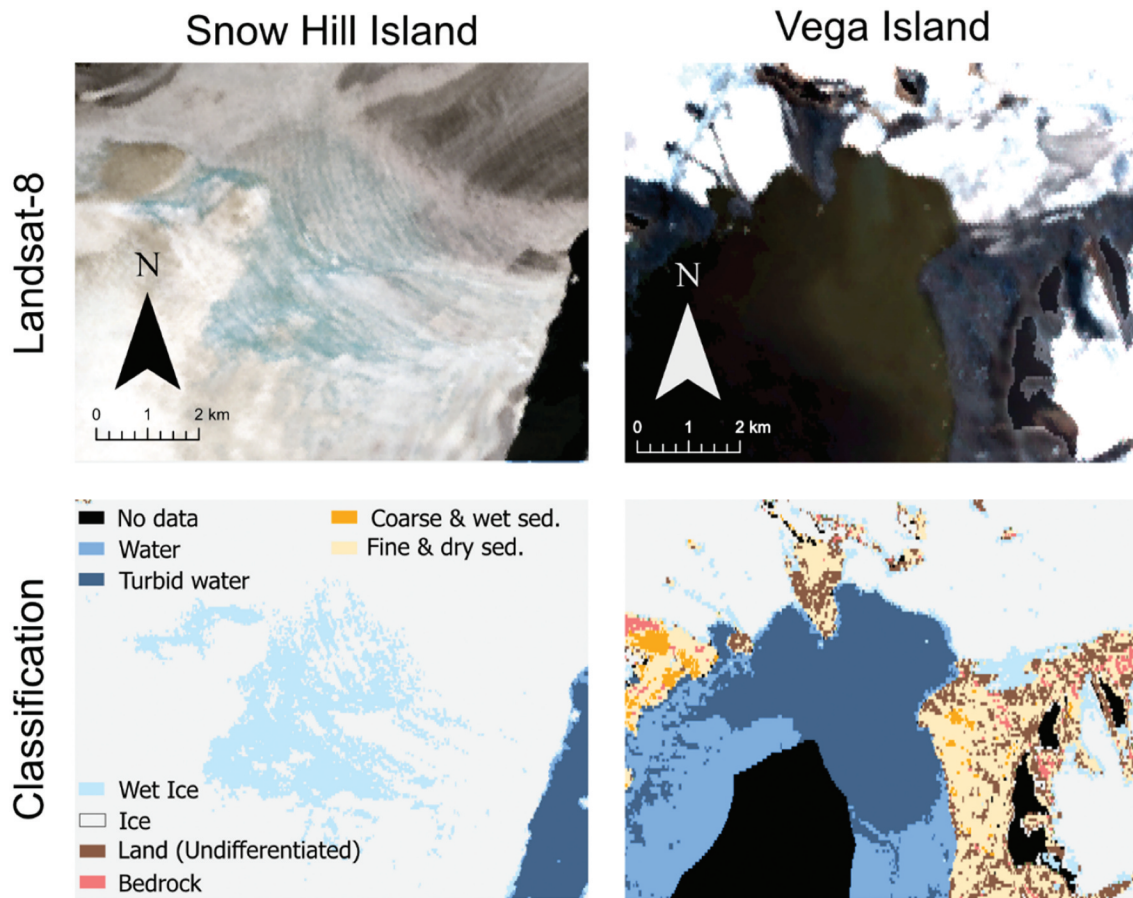 Snow Hill Island
Vega Island
Landsat-8
N
0 1 2 km
N
0 1 2 km
Classification
No data
Water
Turbid water
Coarse & wet sed.
Fine & dry sed.
Wet Ice
Ice
Land (Undifferentiated)
Bedrock